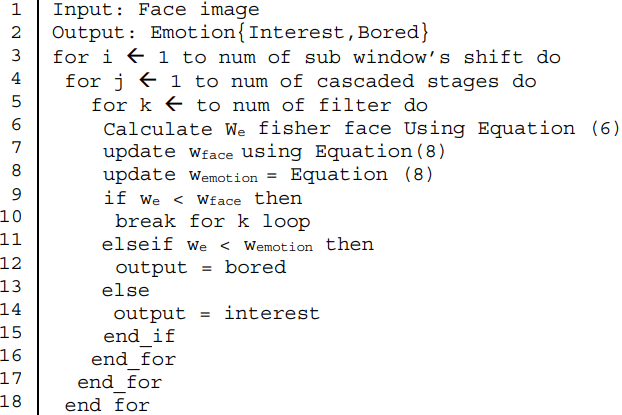 1 Input: Face image
2 Output: Emotion{Interest,Bored}
3 for i ← 1 to num of sub window's shift do
4 for j ← 1 to num of cascaded stages do
5 for k ← to num of filter do
6 Calculate We fisher face Using Equation (6)
7 update wface using Equation(8)
8 update wemotion = Equation (8)
9 if we < wface then
10 break for k loop
11 elseif we < wemotion then
12 output = bored
13 else
14 output = interest
15 end_if
16 end_for
17 end_for
18 end for